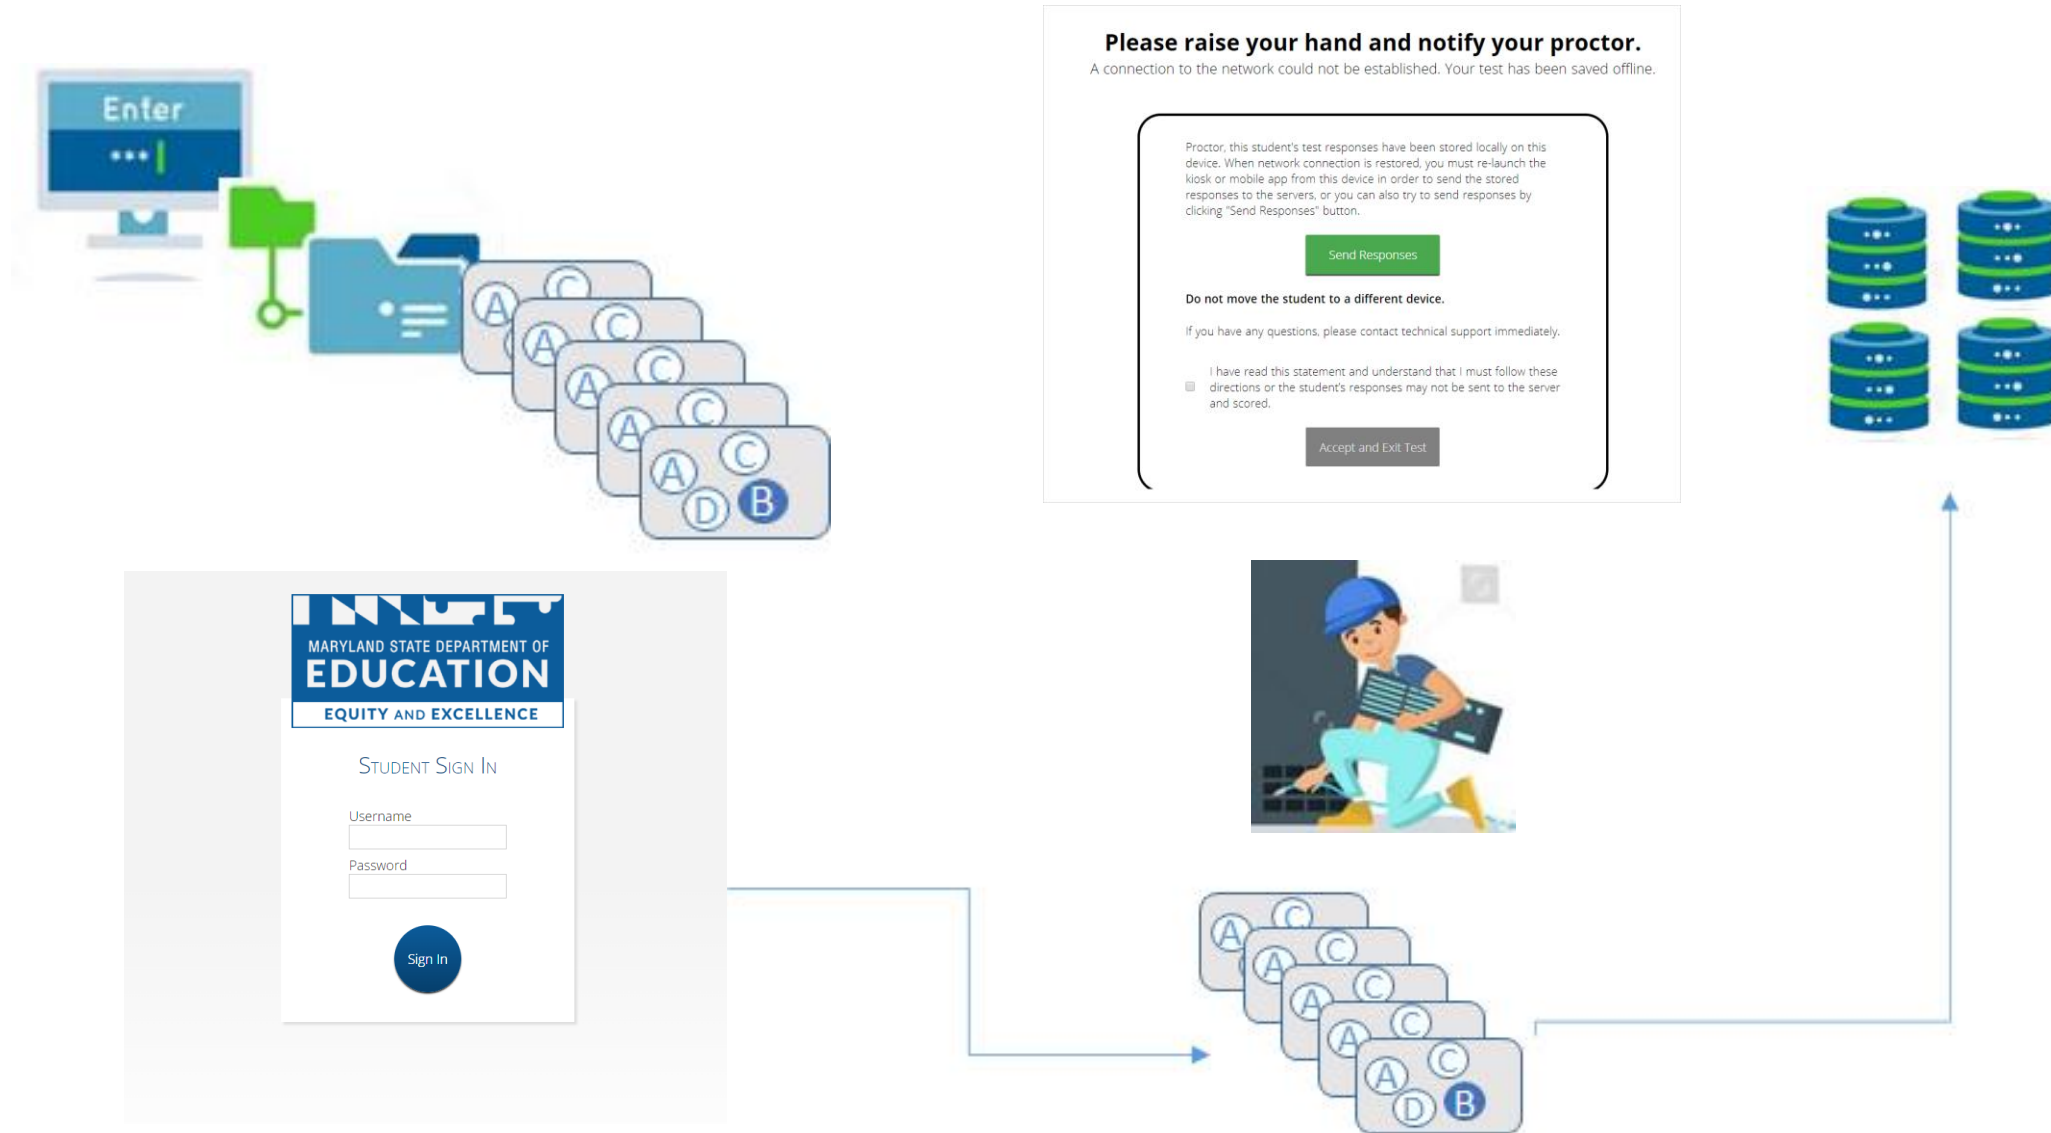 Enter
A
C
A
C
A
C
A
C
A
C
D
B
Please raise your hand and notify your proctor.
A connection to the network could not be established. Your test has been saved offline.
Proctor, this student's test responses have been stored locally on this
device. When network connection is restored, you must re-launch the
kiosk or mobile app from this device in order to send the stored
responses to the servers, or you can also try to send responses by
clicking "Send Responses" button.
Send Responses
Do not move the student to a different device.
If you have any questions, please contact technical support immediately.
I have read this statement and understand that I must follow these
directions or the student's responses may not be sent to the server
and scored.
Accept and Exit Test
MARYLAND STATE DEPARTMENT OF
EDUCATION
EQUITY AND EXCELLENCE
STUDENT SIGN IN
Username
Password
Sign In
A
C
A
C
A
C
A
C
A
C
D
B